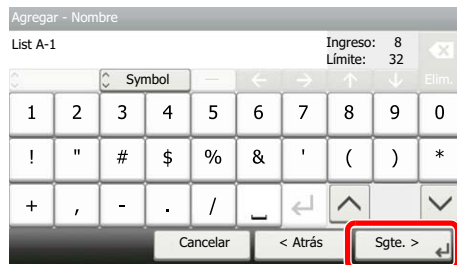 Agregar - Nombre
List A-1 Ingreso: 8
Límite: 32
Symbol Elim.
1 2 3 4 5 6 7 8 9 0
! " # $ % & ' ( ) *
+ , - . / _
Cancelar < Atrás Sgte. >